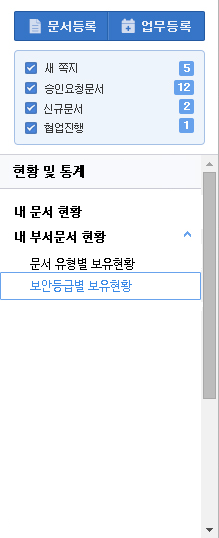 문서등록 업무등록
새 쪽지 5
승인요청문서 12
신규문서 2
협업진행 1
현황 및 통계
내 문서 현황
내 부서문서 현황
문서 유형별 보유현황
보안등급별 보유현황